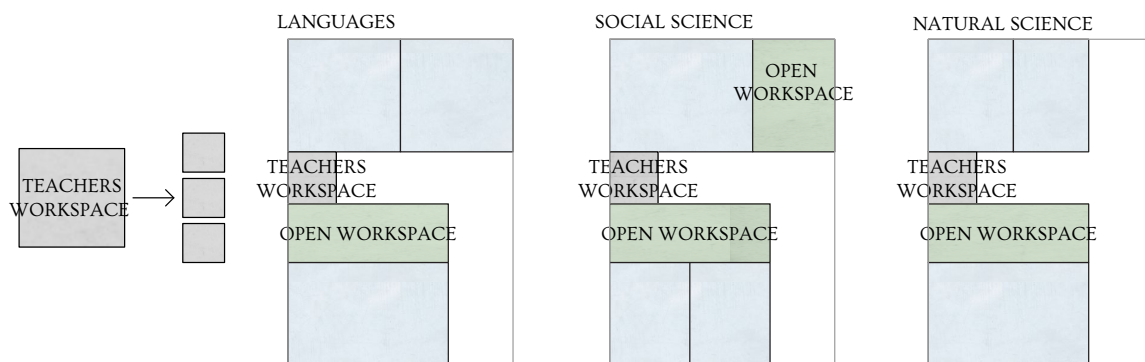 LANGUAGES
SOCIAL SCIENCE
NATURAL SCIENCE
OPEN
WORKSPACE
TEACHERS
WORKSPACE
TEACHERS
WORKSPACE
TEACHERS
WORKSPACE
TEACHERS
WORKSPACE
OPEN WORKSPACE
OPEN WORKSPACE
OPEN WORKSPACE